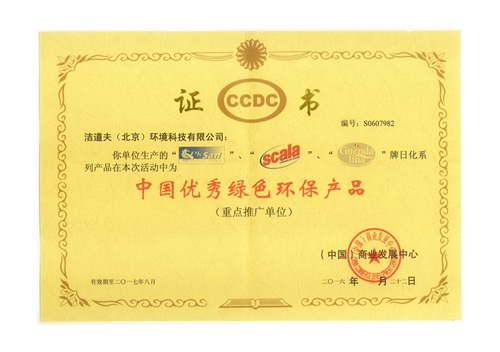 证 CCDC 书
编号：S0607982
洁道夫（北京）环境科技有限公司：
你单位生产的“ ”、“scala”、“ ”牌日化系
列产品在本次活动中为
中国优秀绿色环保产品
（重点推广单位）
（中国）商业发展中心
有效期至二〇一七年八月
二〇一六 年 月二十二日